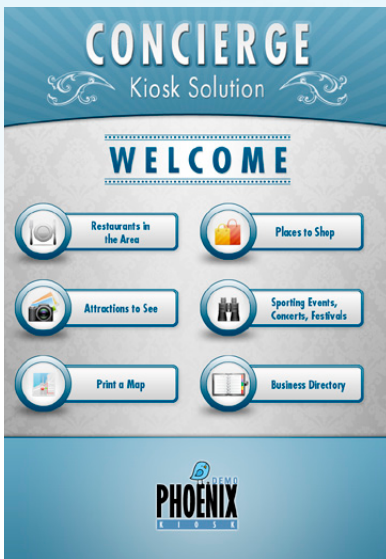 CONCIERGE
Kiosk Solution
WELCOME
Restaurants in
the Area
Places to Shop
Attractions to See
Sporting Events,
Concerts, Festivals
Print a Map
Business Directory
DEMO
PHOENIX
KIOSK